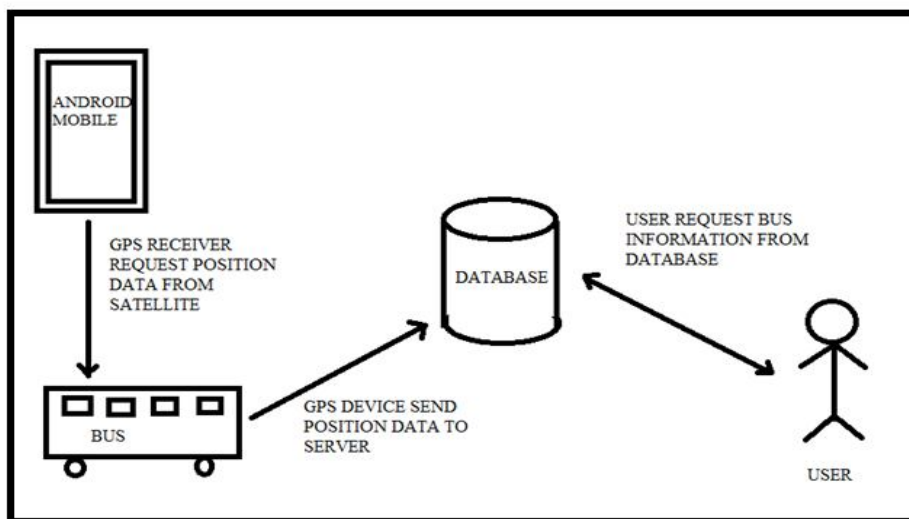 ANDROID
MOBILE
GPS RECEIVER
REQUEST POSITION
DATA FROM
SATELLITE
BUS
GPS DEVICE SEND
POSITION DATA TO
SERVER
DATABASE
USER REQUEST BUS
INFORMATION FROM
DATABASE
USER